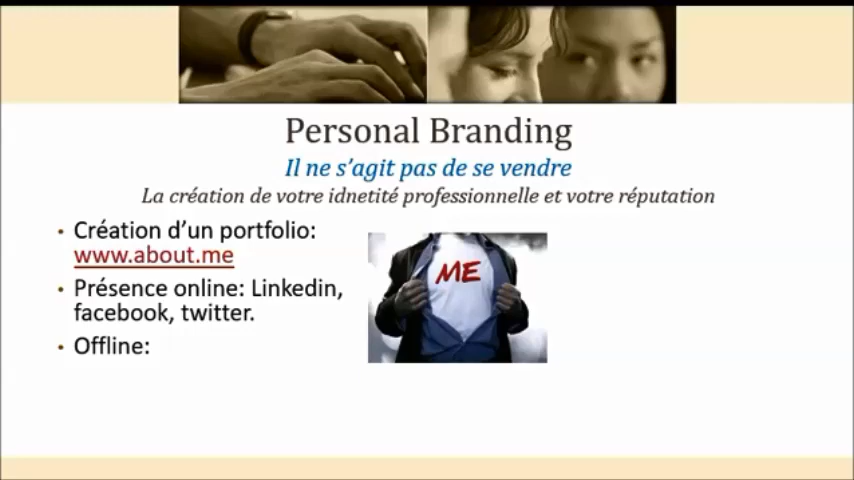 Personal Branding
Il ne s’agit pas de se vendre
La création de votre idnetité professionnelle et votre réputation
• Création d’un portfolio:
www.about.me
• Présence online: Linkedin,
facebook, twitter.
• Offline:
ME